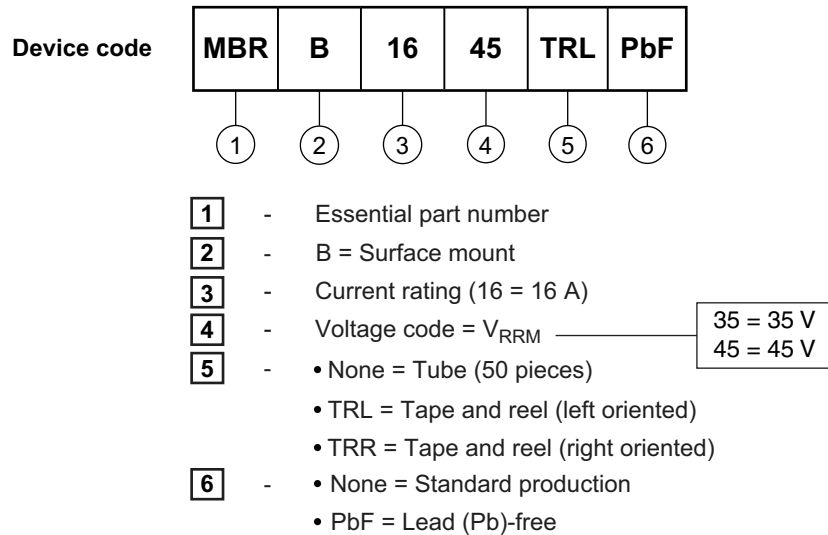 Device code MBR B 16 45 TRL PbF
1 2 3 4 5 6
1 - Essential part number
2 - B = Surface mount
3 - Current rating (16 = 16 A)
4 - Voltage code = VRRM
35 = 35 V
45 = 45 V
5 - • None = Tube (50 pieces)
• TRL = Tape and reel (left oriented)
• TRR = Tape and reel (right oriented)
6 - • None = Standard production
• PbF = Lead (Pb)-free